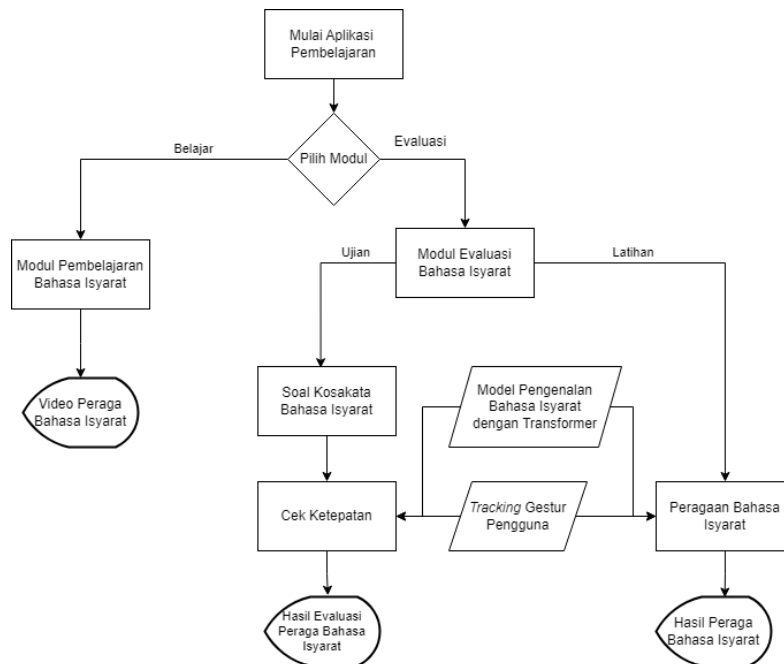 Mulai Aplikasi
Pembelajaran
Pilih Modul
Belajar
Evaluasi
Modul Pembelajaran
Bahasa Isyarat
Modul Evaluasi
Bahasa Isyarat
Ujian
Latihan
Video Peraga
Bahasa Isyarat
Soal Kosakata
Bahasa Isyarat
Model Pengenalan
Bahasa Isyarat
dengan Transformer
Cek Ketepatan
Tracking Gestur
Pengguna
Peragaan Bahasa
Isyarat
Hasil Evaluasi
Peraga Bahasa
Isyarat
Hasil Peraga
Bahasa Isyarat